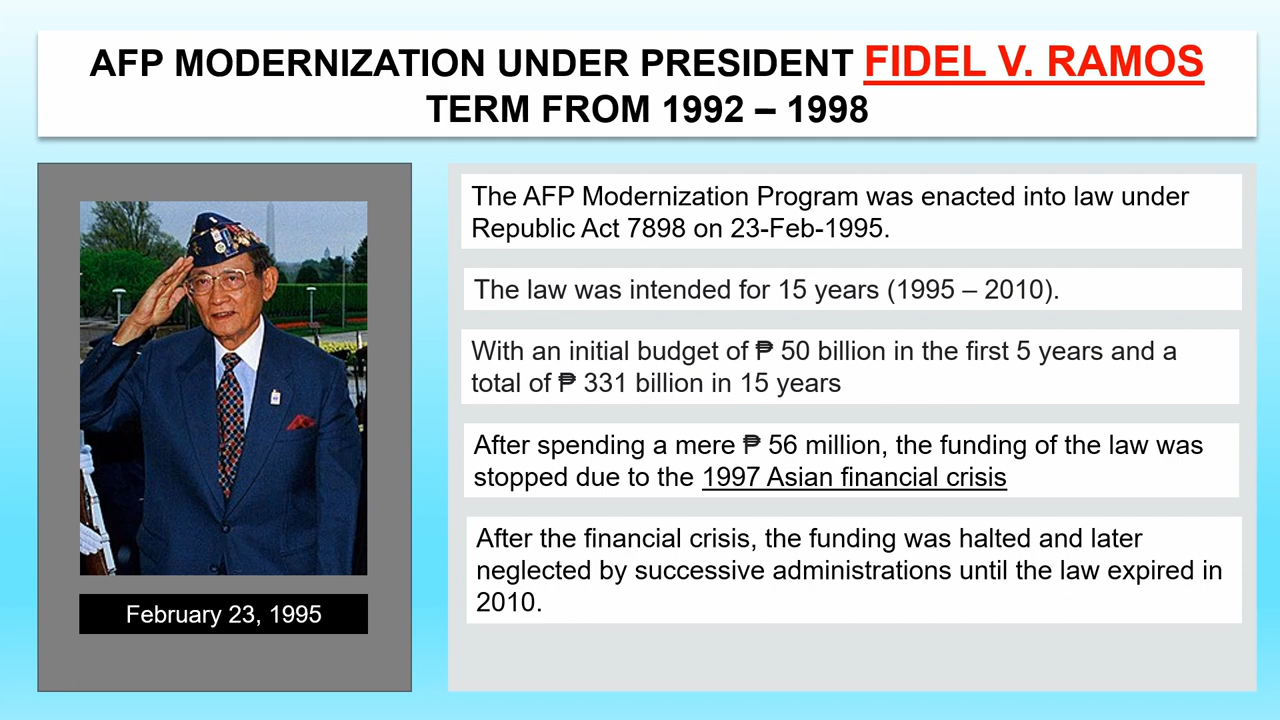 AFP MODERNIZATION UNDER PRESIDENT FIDEL V. RAMOS
TERM FROM 1992 – 1998
The AFP Modernization Program was enacted into law under
Republic Act 7898 on 23-Feb-1995.
The law was intended for 15 years (1995 – 2010).
With an initial budget of ₱ 50 billion in the first 5 years and a
total of ₱ 331 billion in 15 years
After spending a mere ₱ 56 million, the funding of the law was
stopped due to the 1997 Asian financial crisis
After the financial crisis, the funding was halted and later
neglected by successive administrations until the law expired in
2010.
February 23, 1995